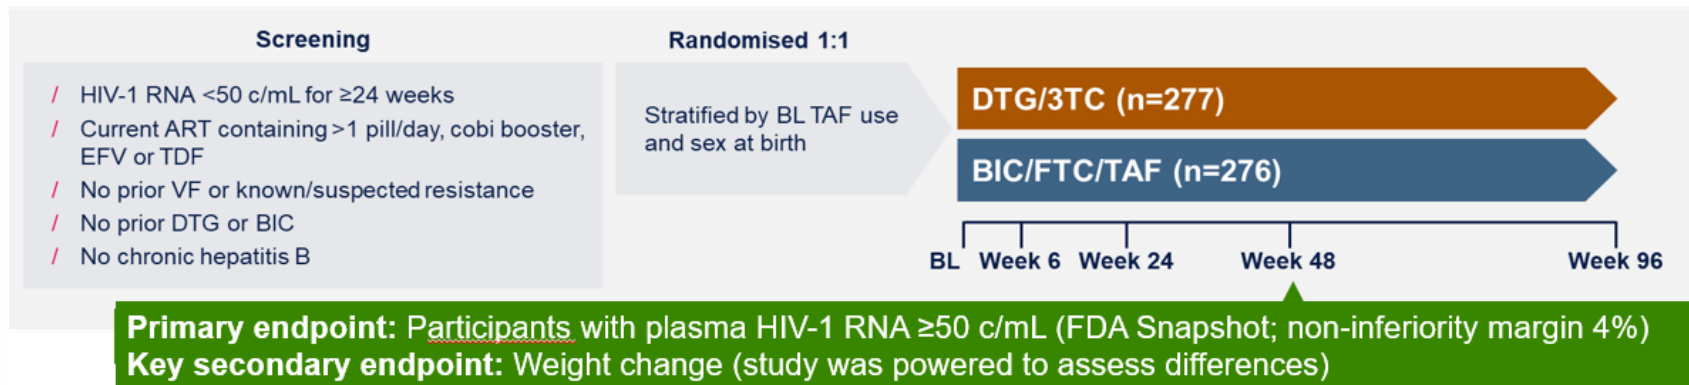 Screening
/ HIV-1 RNA <50 c/mL for ≥24 weeks
/ Current ART containing >1 pill/day, cobi booster,
EFV or TDF
/ No prior VF or known/suspected resistance
/ No prior DTG or BIC
/ No chronic hepatitis B
Randomised 1:1
Stratified by BL TAF use
and sex at birth
DTG/3TC (n=277)
BIC/FTC/TAF (n=276)
BL Week 6 Week 24 Week 48 Week 96
Primary endpoint: Participants with plasma HIV-1 RNA ≥50 c/mL (FDA Snapshot; non-inferiority margin 4%)
Key secondary endpoint: Weight change (study was powered to assess differences)